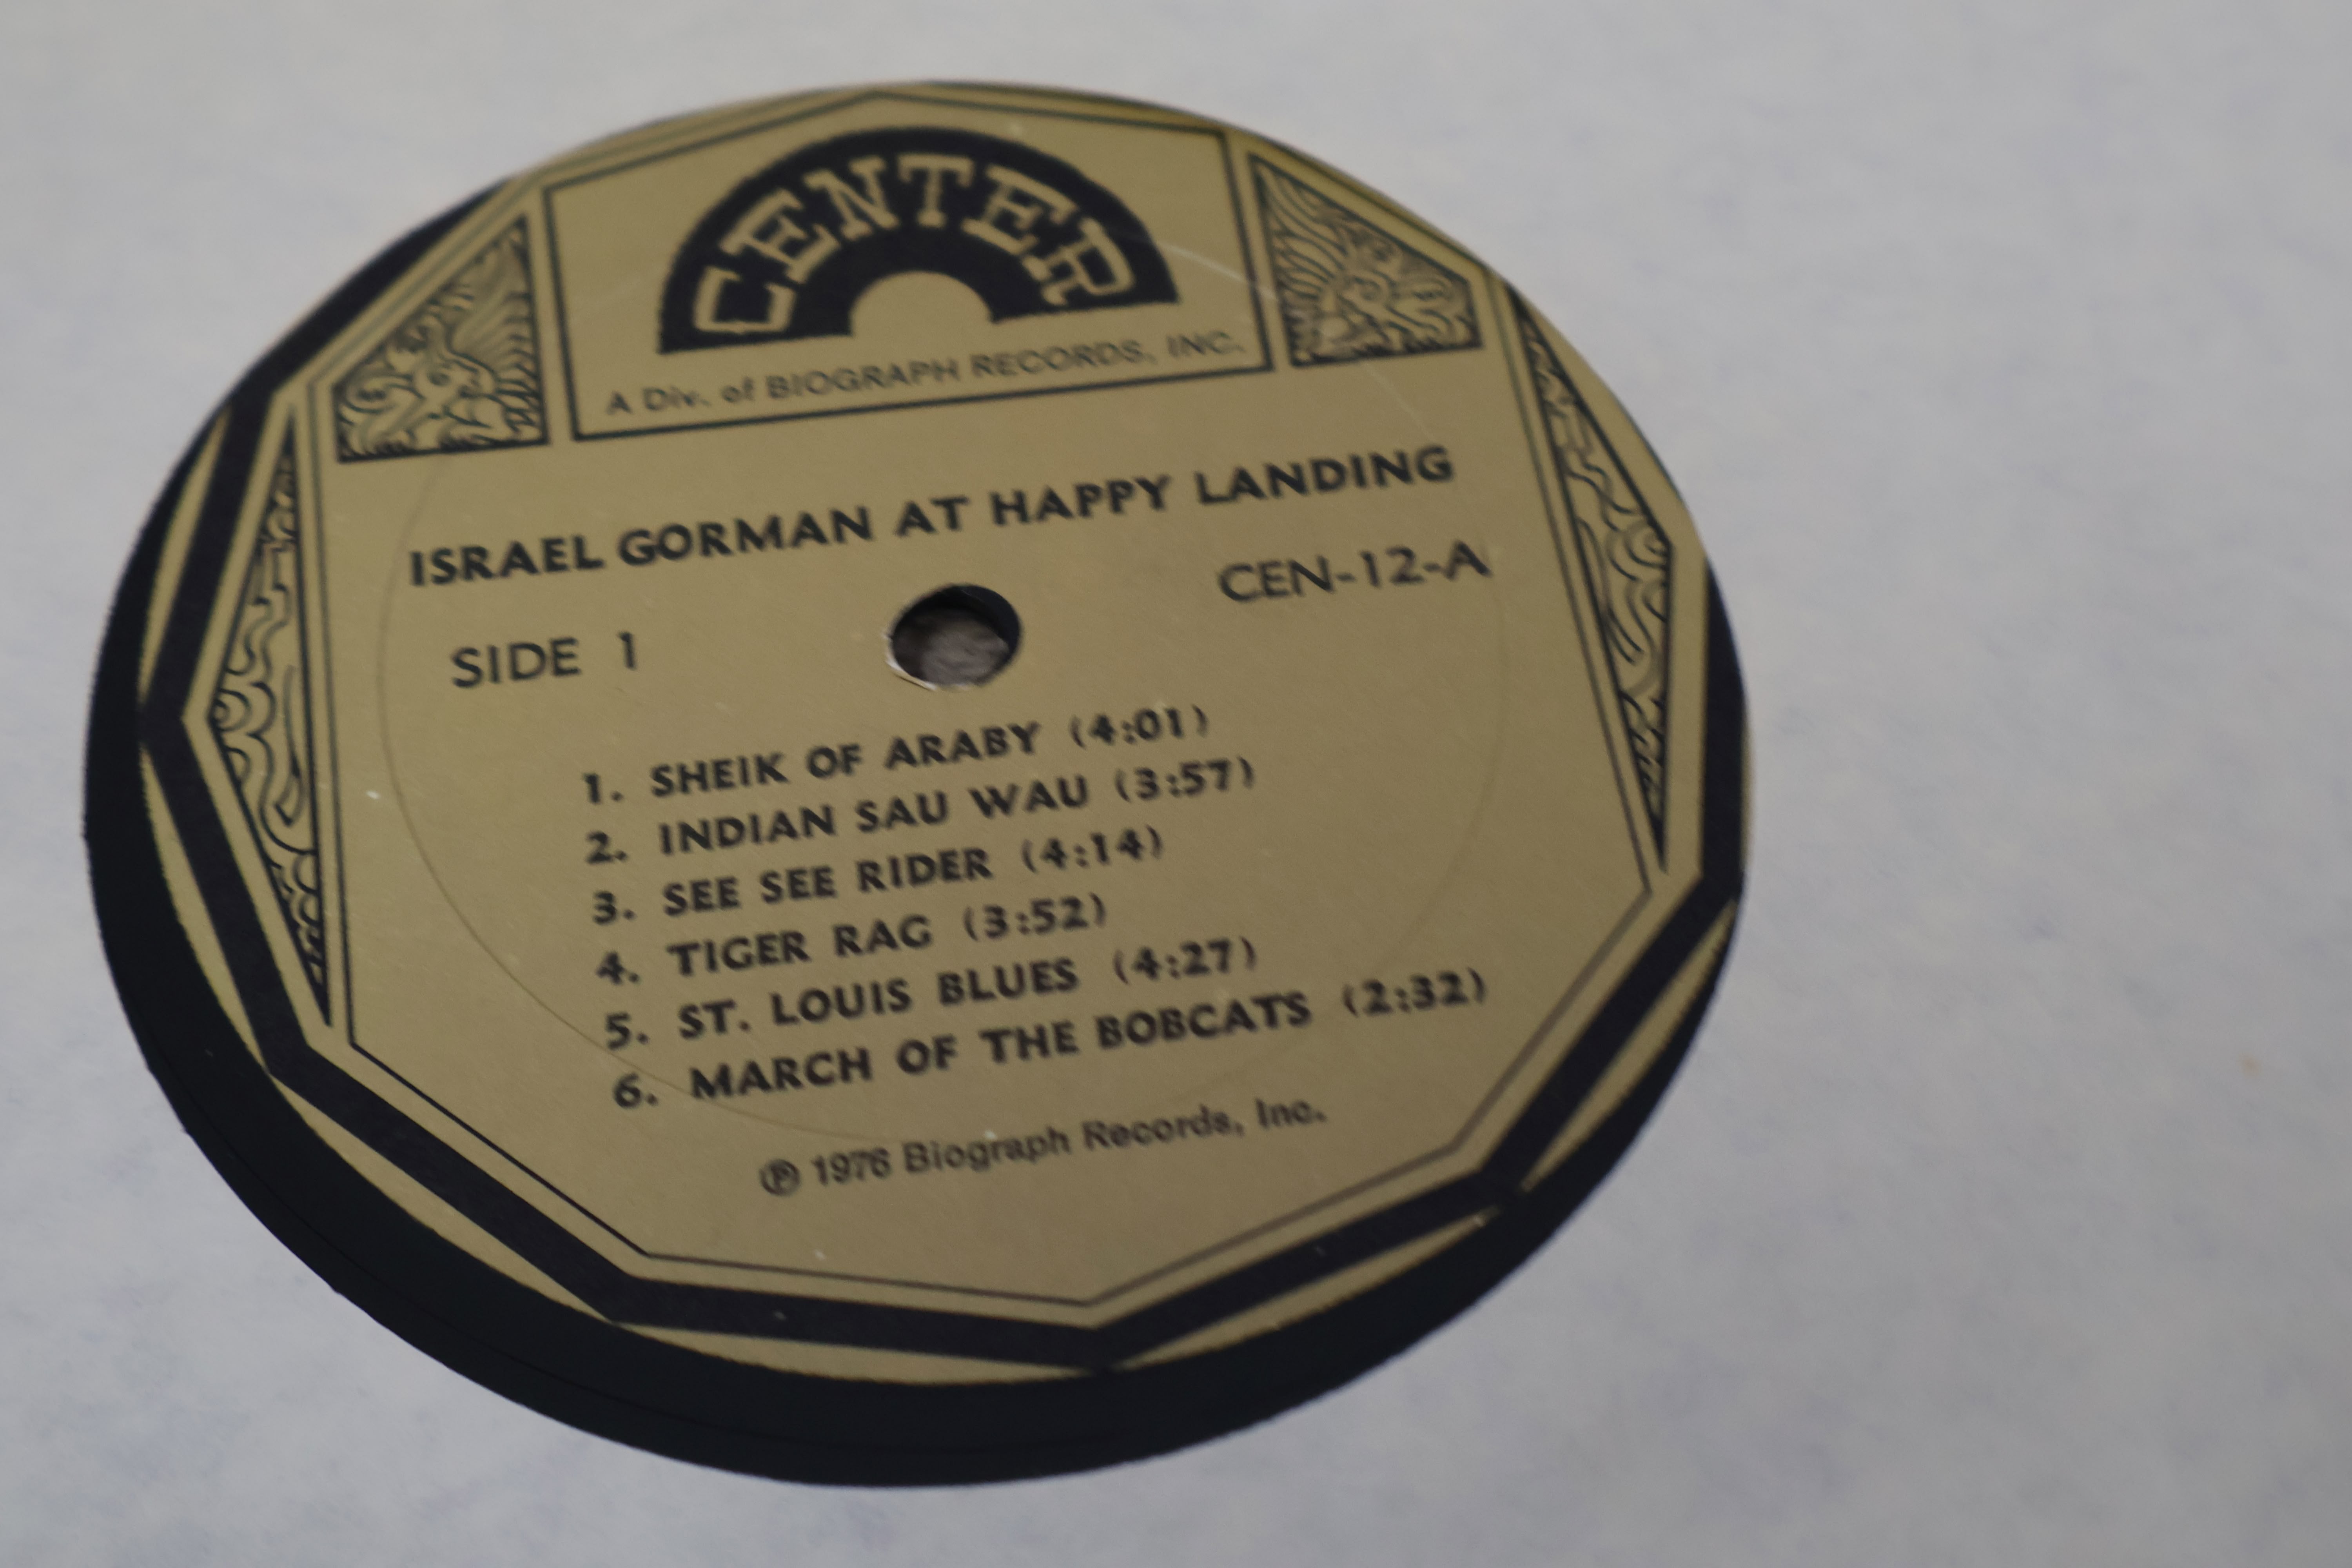 CENTER
A Div. of BIOGRAPH RECORDS, INC.
ISRAEL GORMAN AT HAPPY LANDING
CEN-12-A
SIDE 1
1. SHEIK OF ARABY (4:01)
2. INDIAN SAU WAU (3:57)
3. SEE SEE RIDER (4:14)
4. TIGER RAG (3:52)
5. ST. LOUIS BLUES (4:27)
6. MARCH OF THE BOBCATS (2:32)
℗ 1976 Biograph Records, Inc.